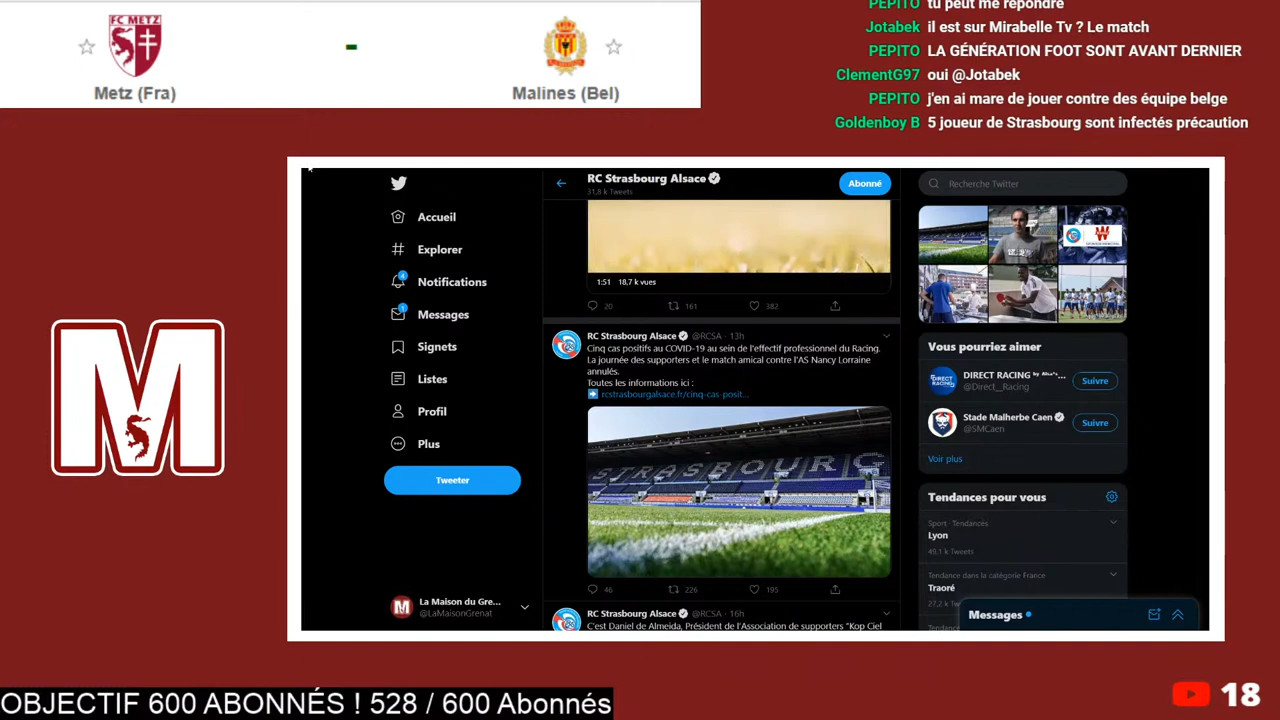 FC METZ
-
Metz (Fra)
Malines (Bel)
PEPITO tu peut me repondre
Jotabek il est sur Mirabelle Tv ? Le match
PEPITO LA GÉNÉRATION FOOT SONT AVANT DERNIER
ClementG97 oui @Jotabek
PEPITO j'en ai mare de jouer contre des équipe belge
Goldenboy B 5 joueur de Strasbourg sont infectés précaution
M
Accueil
Explorer
4
Notifications
1
Messages
Signets
Listes
Profil
Plus
Tweeter
La Maison du Gre...
@LaMaisonGrenat
RC Strasbourg Alsace
31,8 k Tweets
Abonné
1:51 18,7 k vues
20 161 382
RC Strasbourg Alsace @RCSA · 13h
Cinq cas positifs au COVID-19 au sein de l'effectif professionnel du Racing.
La journée des supporters et le match amical contre l'AS Nancy Lorraine
annulés.
Toutes les informations ici :
rcstrasbourgalsace.fr/cinq-cas-posit...
STRASBOURG
46 226 195
RC Strasbourg Alsace @RCSA · 16h
C'est Daniel de Almeida, Président de l'Association de supporters "Kop Ciel
Recherche Twitter
Vous pourriez aimer
DIRECT RACING
@Direct__Racing
Suivre
Stade Malherbe Caen
@SMCaen
Suivre
Voir plus
Tendances pour vous
Sport · Tendances
Lyon
49,1 k Tweets
Tendance dans la catégorie France
Traoré
27,2 k
Messages
OBJECTIF 600 ABONNÉS ! 528 / 600 Abonnés
18